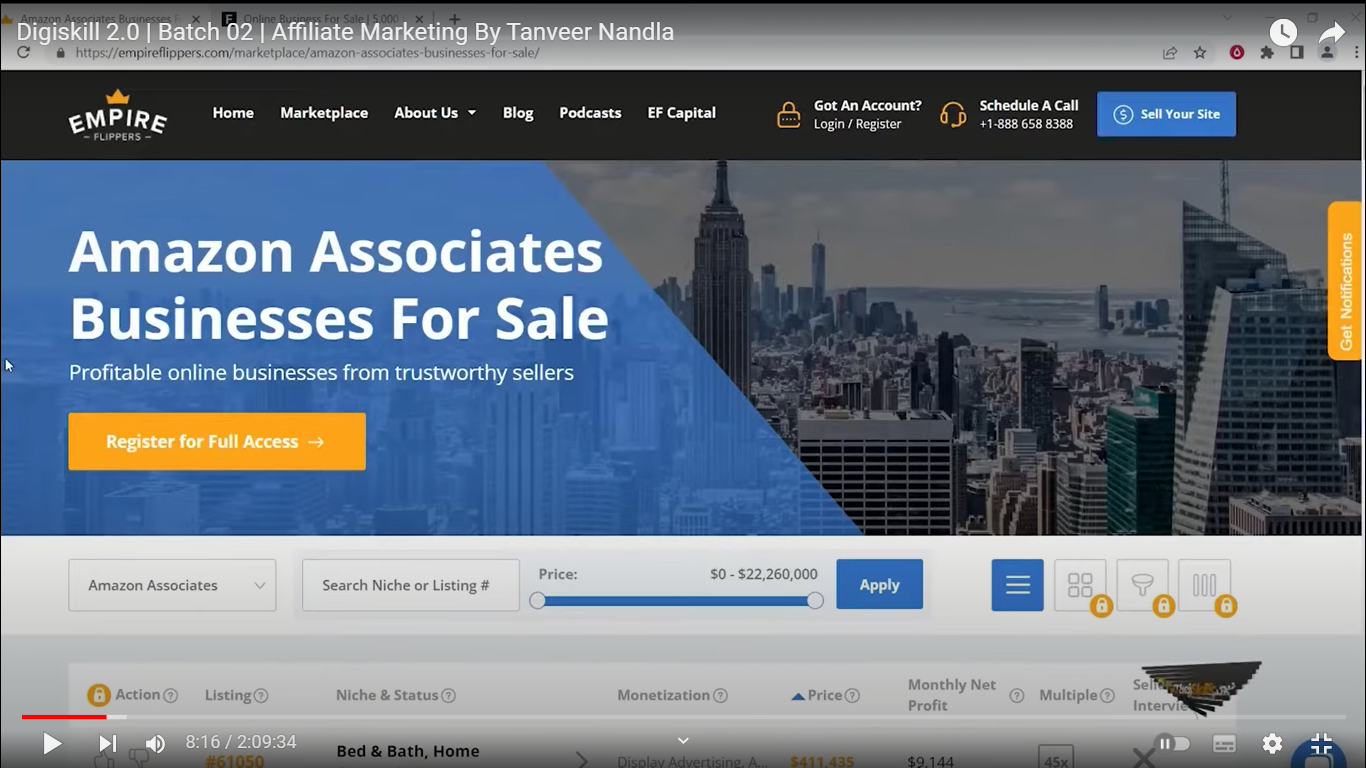 Amazon Associates Businesses F
Online Business For Sale | 5,000
Digiskill 2.0 | Batch 02 | Affiliate Marketing By Tanveer Nandla
https://empireflippers.com/marketplace/amazon-associates-businesses-for-sale/
EMPIRE
FLIPPERS
Home
Marketplace
About Us
Blog
Podcasts
EF Capital
Got An Account?
Login / Register
Schedule A Call
+1-888 658 8388
Sell Your Site
Get Notifications
Amazon Associates
Businesses For Sale
Profitable online businesses from trustworthy sellers
Register for Full Access →
Amazon Associates
Search Niche or Listing #
Price:
$0 - $22,260,000
Apply
Action
Listing
Niche & Status
Monetization
Price
Monthly Net
Profit
Multiple
Intervie
8:16 / 2:09:34
#61050
Bed & Bath, Home
Display Advertising, A...
$411,435
$9,144
45x